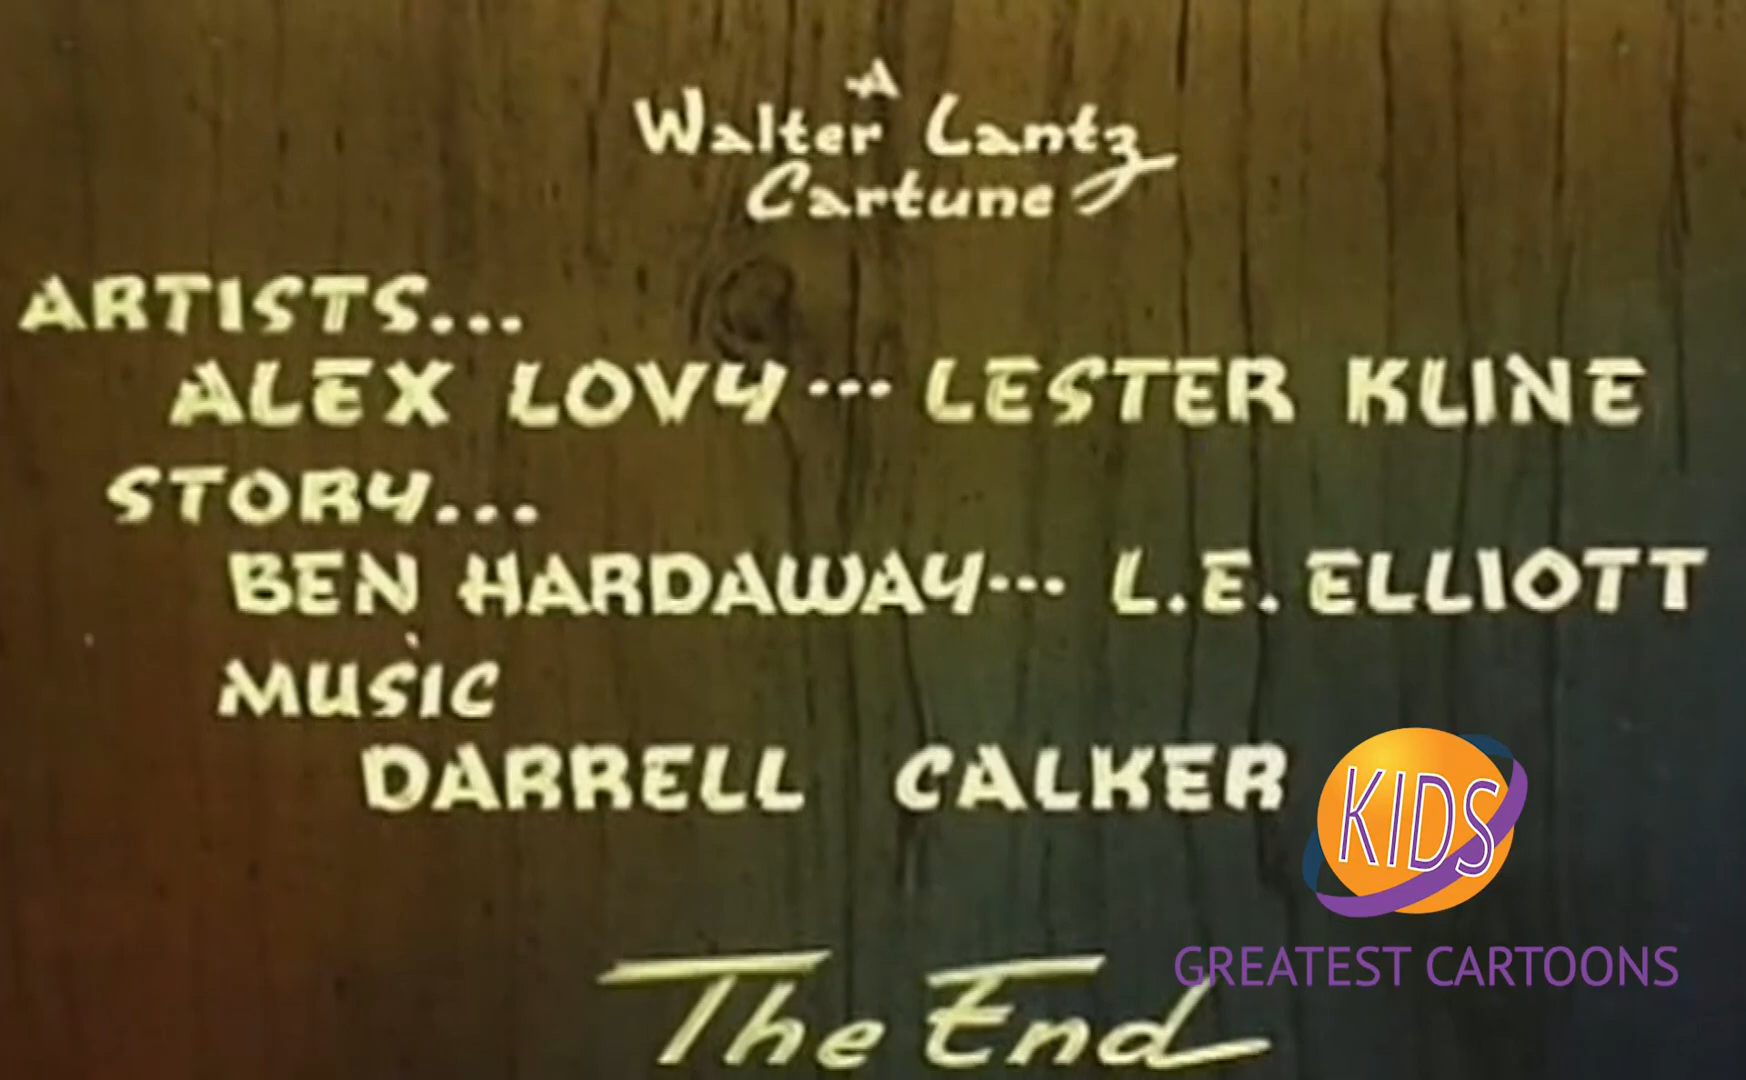 A
Walter Lantz
Cartune
ARTISTS...
ALEX LOVY... LESTER KLINE
STORY...
BEN HARDAWAY... L.E. ELLIOTT
MUSIC
DARRELL CALKER
KIDS
GREATEST CARTOONS
The End